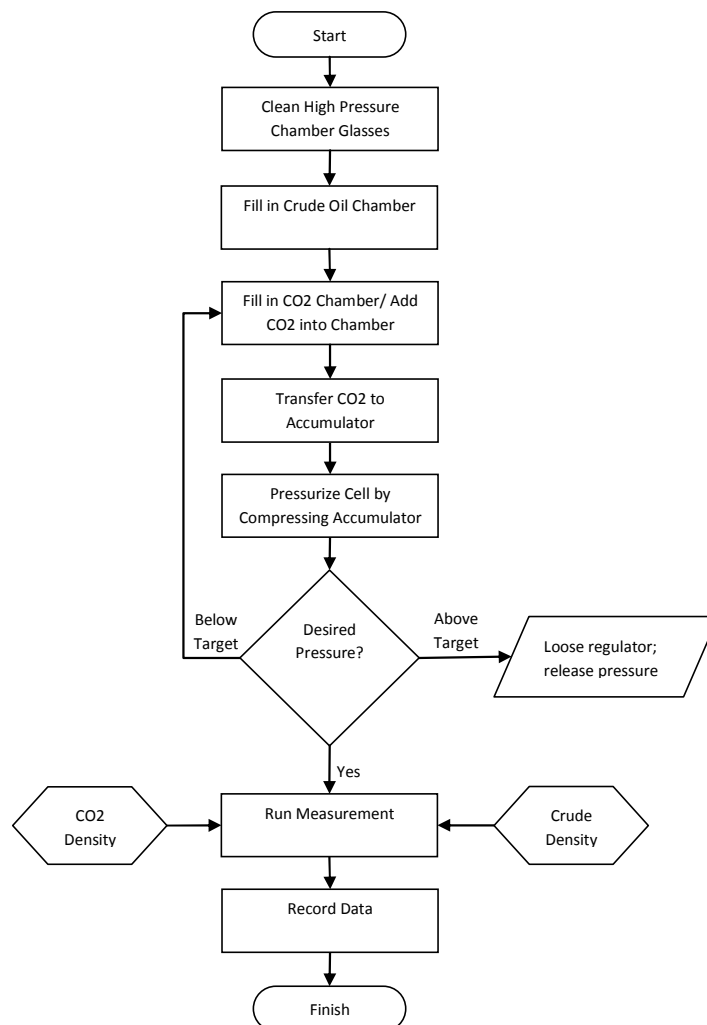 Start
Clean High Pressure
Chamber Glasses
Fill in Crude Oil Chamber
Fill in CO2 Chamber/ Add
CO2 into Chamber
Transfer CO2 to
Accumulator
Pressurize Cell by
Compressing Accumulator
Below
Target
Desired
Pressure?
Above
Target
Loose regulator;
release pressure
Yes
CO2
Density
Run Measurement
Crude
Density
Record Data
Finish